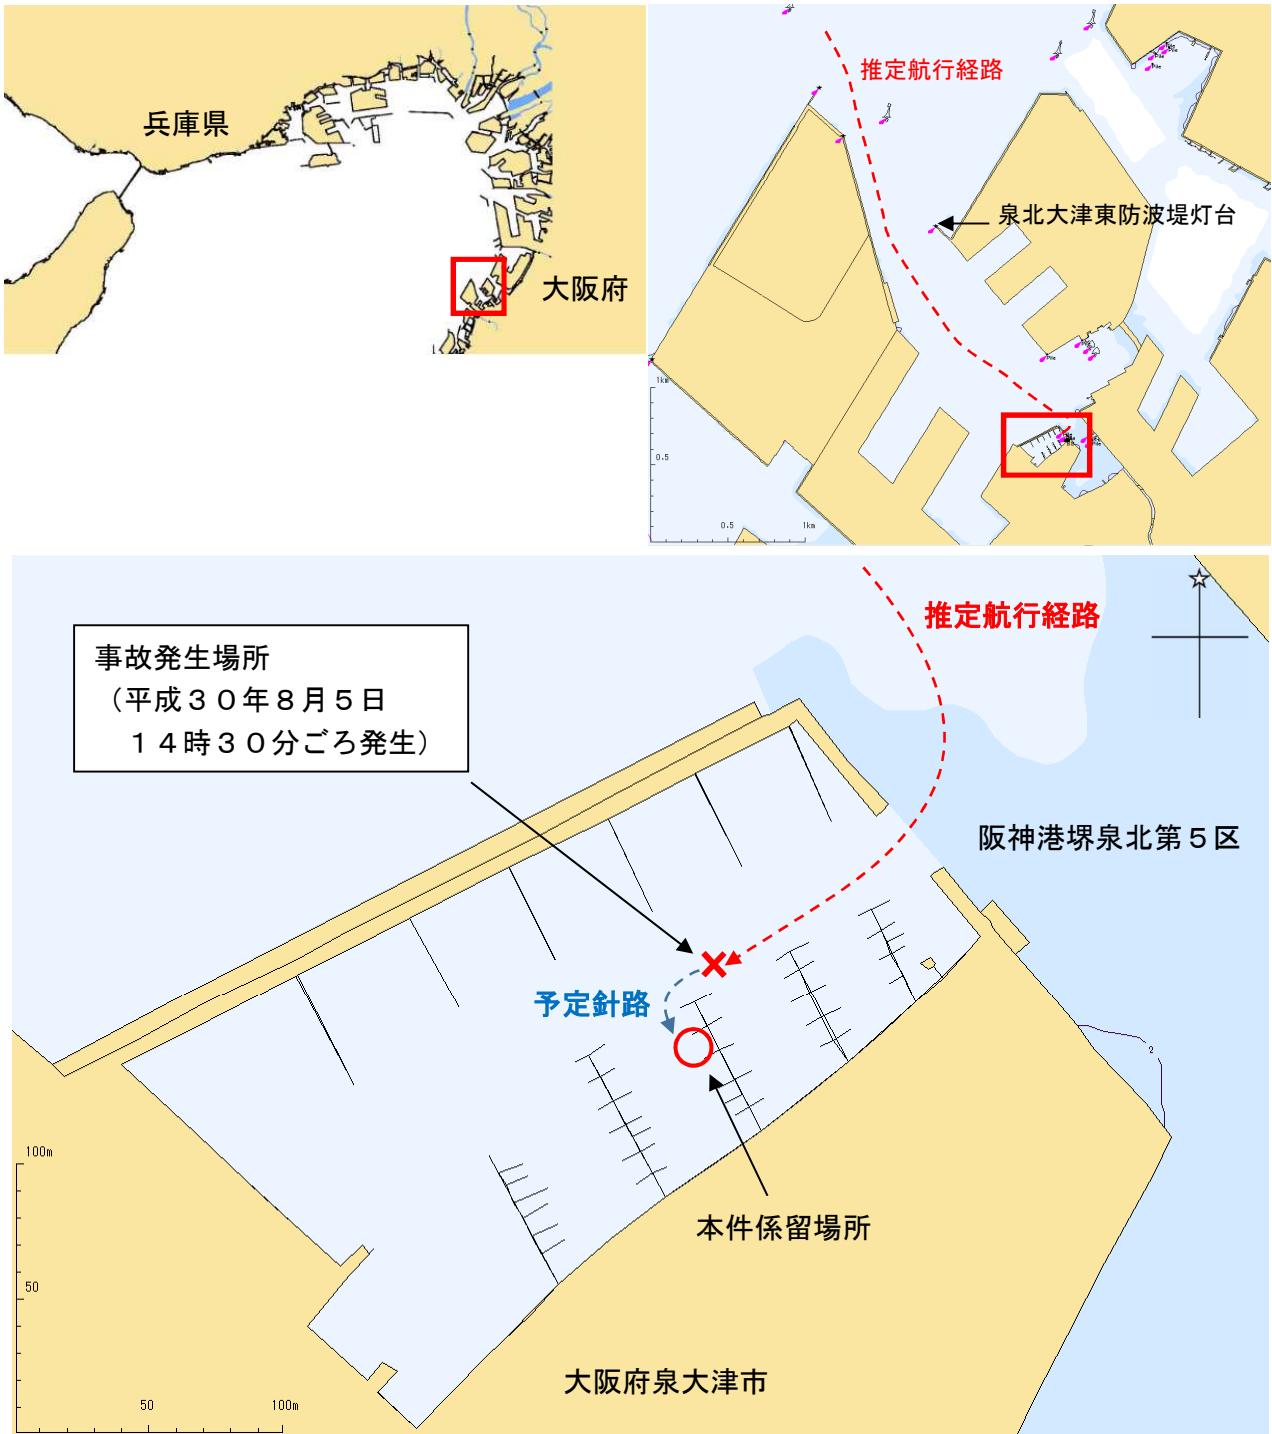 兵庫県
大阪府
推定航行経路
泉北大津東防波堤灯台
1km
0.5
0.5
1km
推定航行経路
事故発生場所
（平成３０年８月５日
１４時３０分ごろ発生）
阪神港堺泉北第５区
予定針路
2
100m
本件係留場所
50
大阪府泉大津市
50
100m